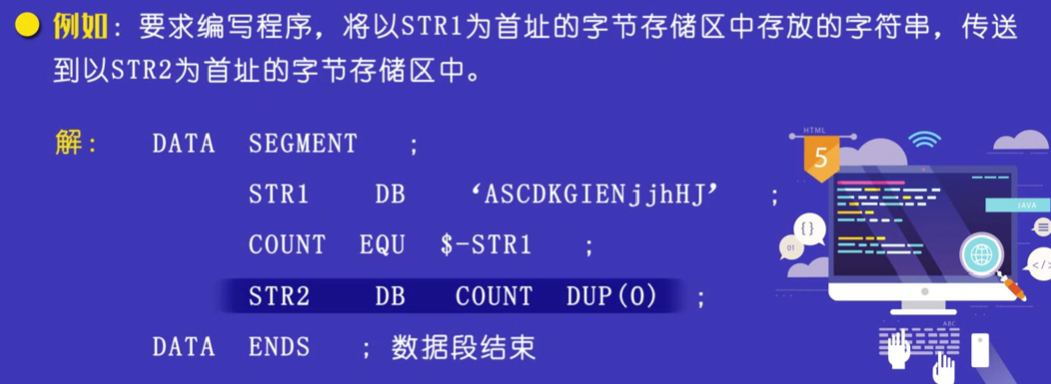 例如：要求编写程序，将以STR1为首址的字节存储区中存放的字符串，传送
到以STR2为首址的字节存储区中。
解： DATA SEGMENT ；
STR1 DB ‘ASCDKGIENjjhHJ’ ；
COUNT EQU $-STR1 ；
STR2 DB COUNT DUP(0) ；
DATA ENDS ； 数据段结束
HTML
5
JAVA
{}
01
</>
ABC